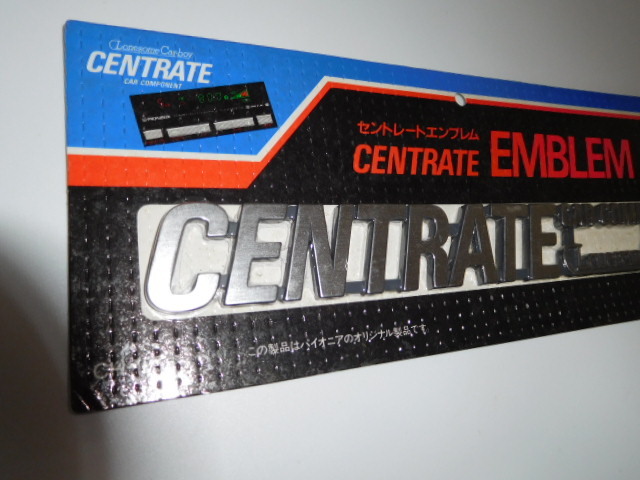 Lonesome Car-boy
CENTRATE
CAR COMPONENT
セントレートエンブレム
CENTRATE EMBLEM
CENTRATE
この製品はパイオニアのオリジナル製品です